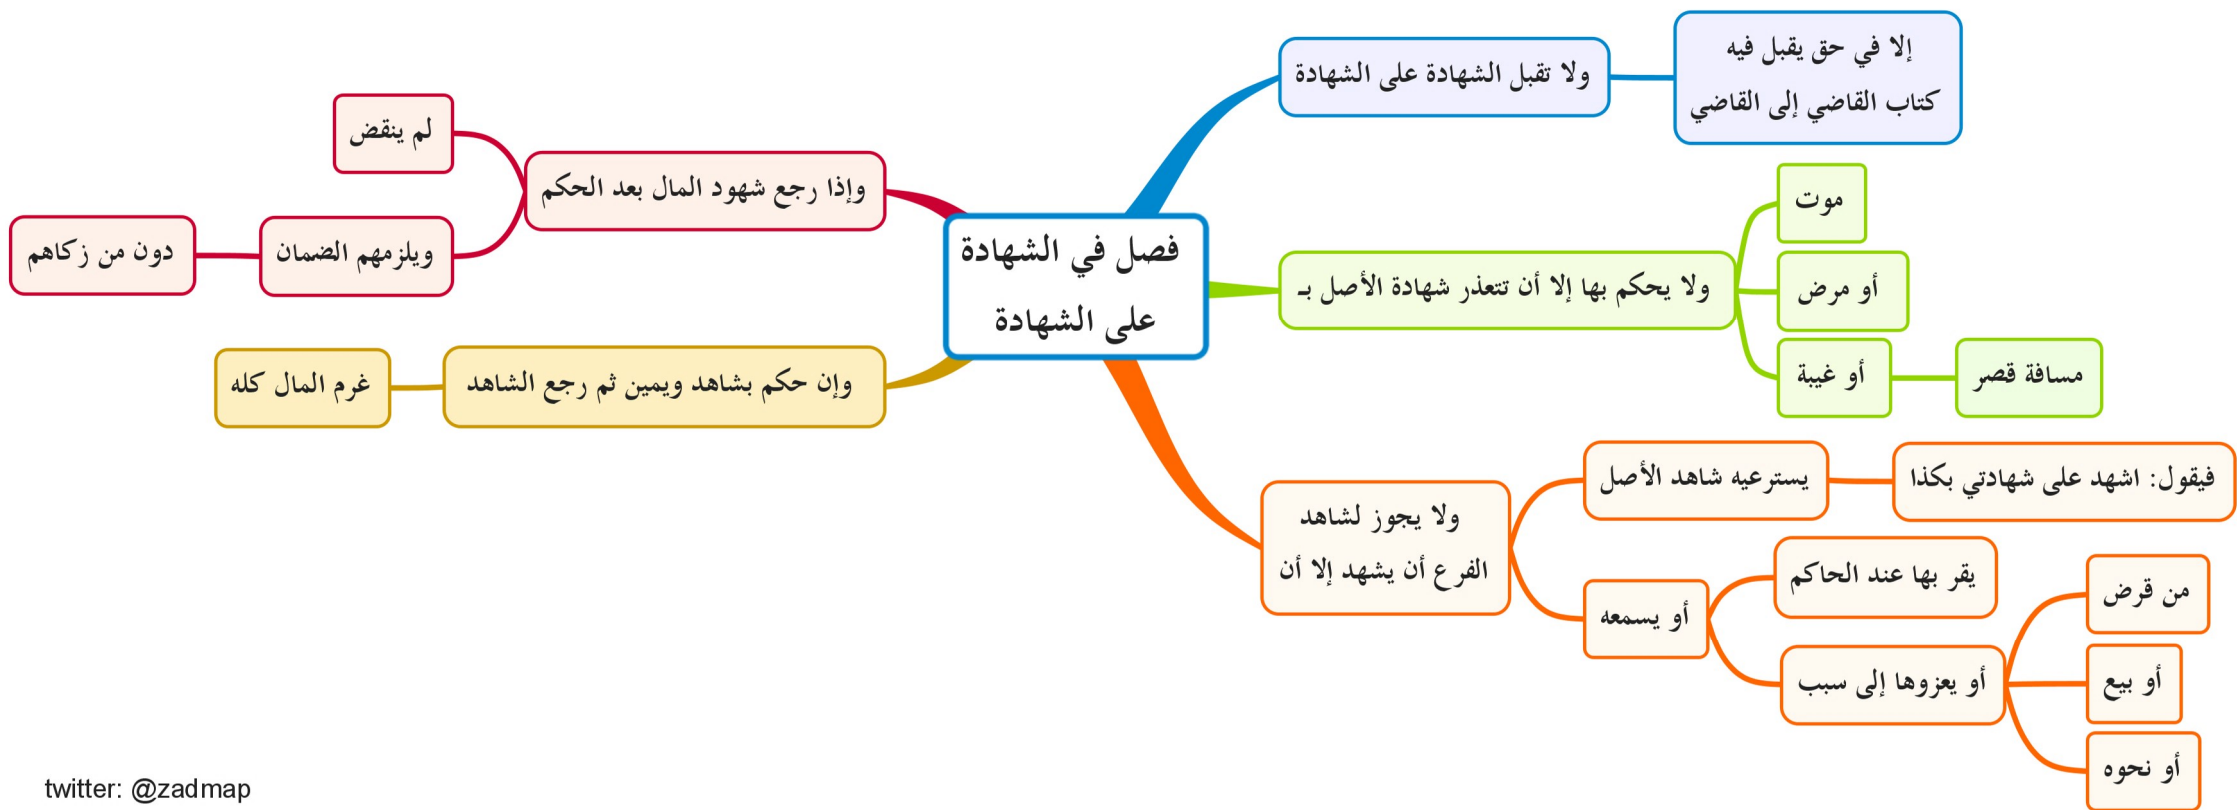 فصل في الشهادة
على الشهادة
ولا تقبل الشهادة على الشهادة
إلا في حق يقبل فيه
كتاب القاضي إلى القاضي
ولا يحكم بها إلا أن تتعذر شهادة الأصل بـ
موت
أو مرض
أو غيبة
مسافة قصر
ولا يجوز لشاهد
الفرع أن يشهد إلا أن
يسترعيه شاهد الأصل
فيقول: اشهد على شهادتي بكذا
أو يسمعه
يقر بها عند الحاكم
أو يعزوها إلى سبب
من قرض
أو بيع
أو نحوه
وإذا رجع شهود المال بعد الحكم
لم ينقض
ويلزمهم الضمان
دون من زكاهم
وإن حكم بشاهد ويمين ثم رجع الشاهد
غرم المال كله
twitter: @zadmap